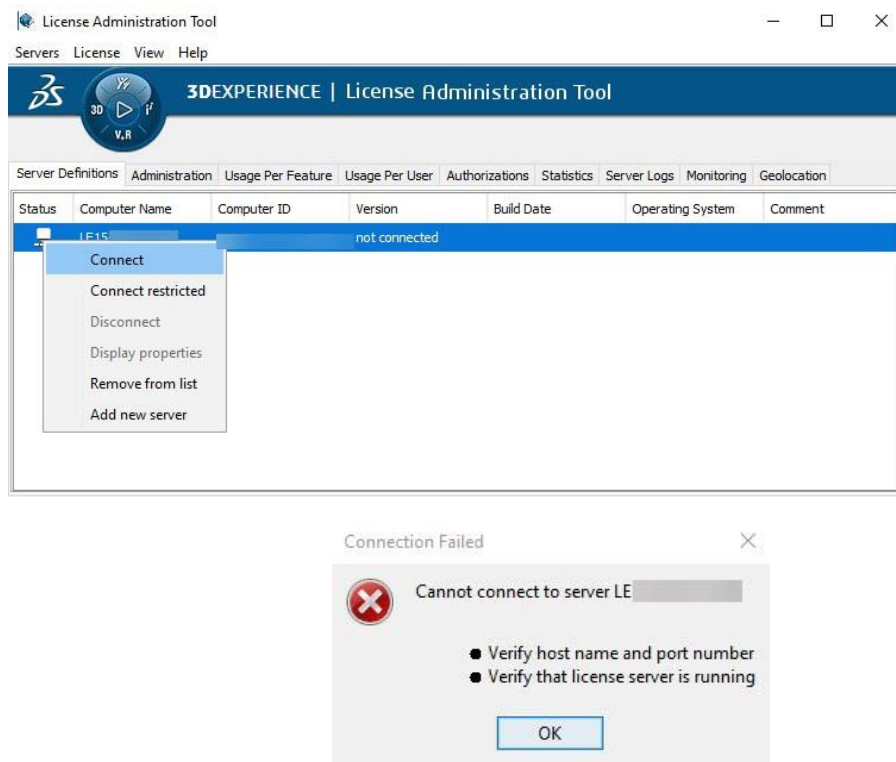 License Administration Tool
Servers License View Help
3DS 3D V.R 3DEXPERIENCE | License Administration Tool
Server Definitions Administration Usage Per Feature Usage Per User Authorizations Statistics Server Logs Monitoring Geolocation
Status Computer Name Computer ID Version Build Date Operating System Comment
LE15 not connected
Connect
Connect restricted
Disconnect
Display properties
Remove from list
Add new server
Connection Failed
Cannot connect to server LE
Verify host name and port number
Verify that license server is running
OK